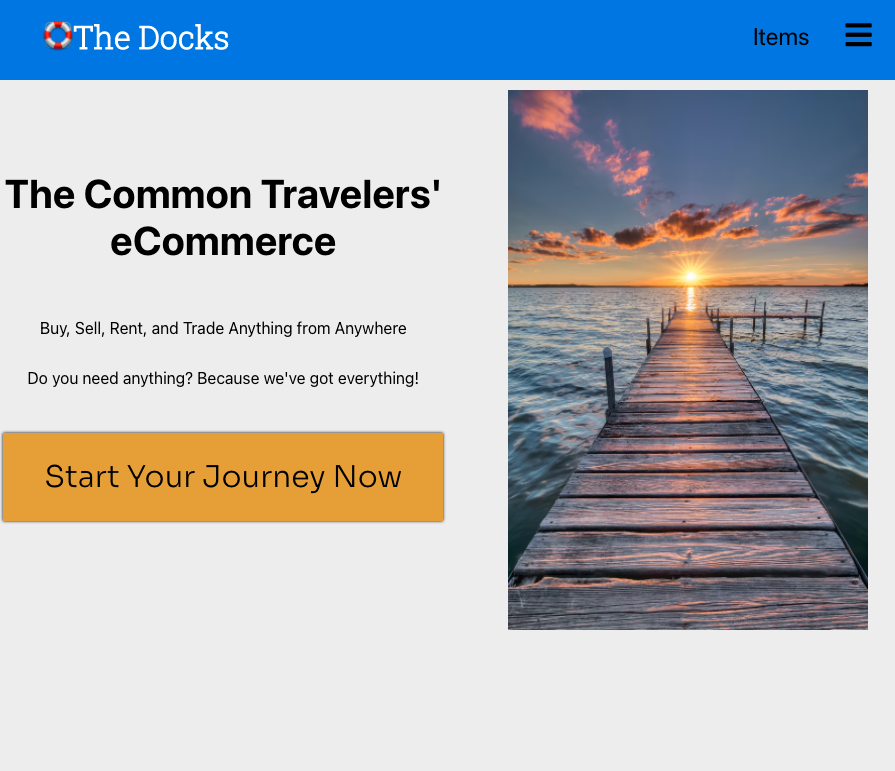 The Docks
Items
The Common Travelers'
eCommerce
Buy, Sell, Rent, and Trade Anything from Anywhere
Do you need anything? Because we've got everything!
Start Your Journey Now